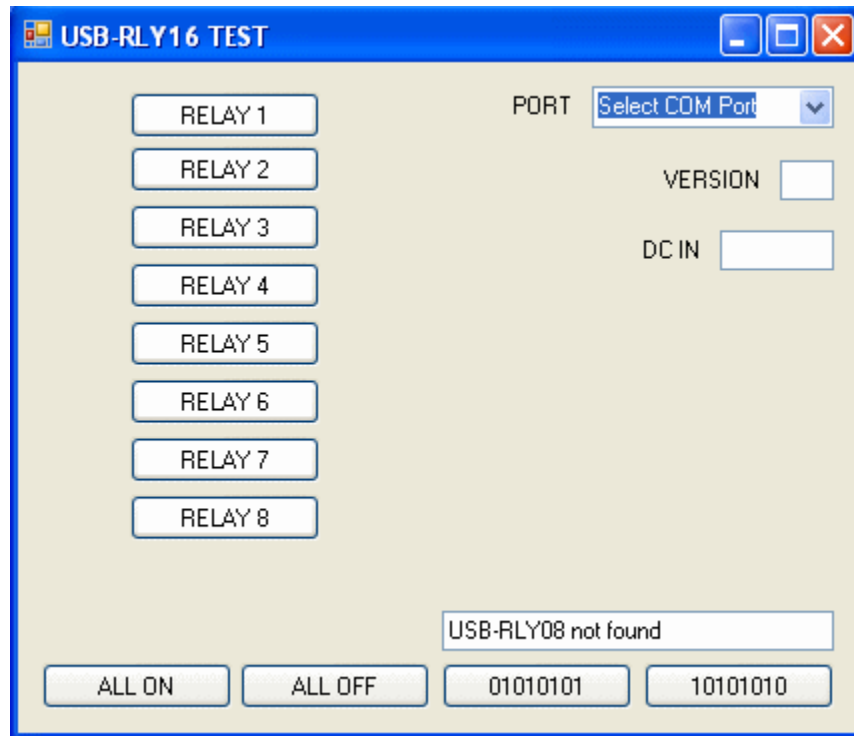 USB-RLY16 TEST
RELAY 1
PORT Select COM Port
RELAY 2
VERSION
RELAY 3
DC IN
RELAY 4
RELAY 5
RELAY 6
RELAY 7
RELAY 8
USB-RLY08 not found
ALL ON ALL OFF 01010101 10101010